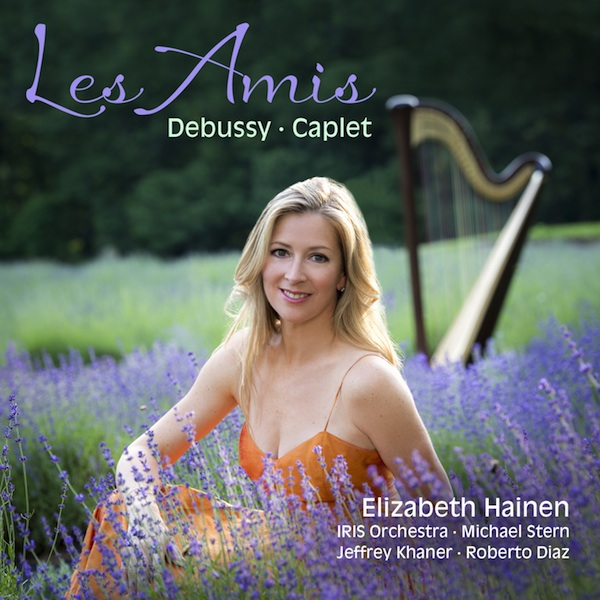 Les Amis
Debussy · Caplet
Elizabeth Hainen
IRIS Orchestra · Michael Stern
Jeffrey Khaner · Roberto Diaz